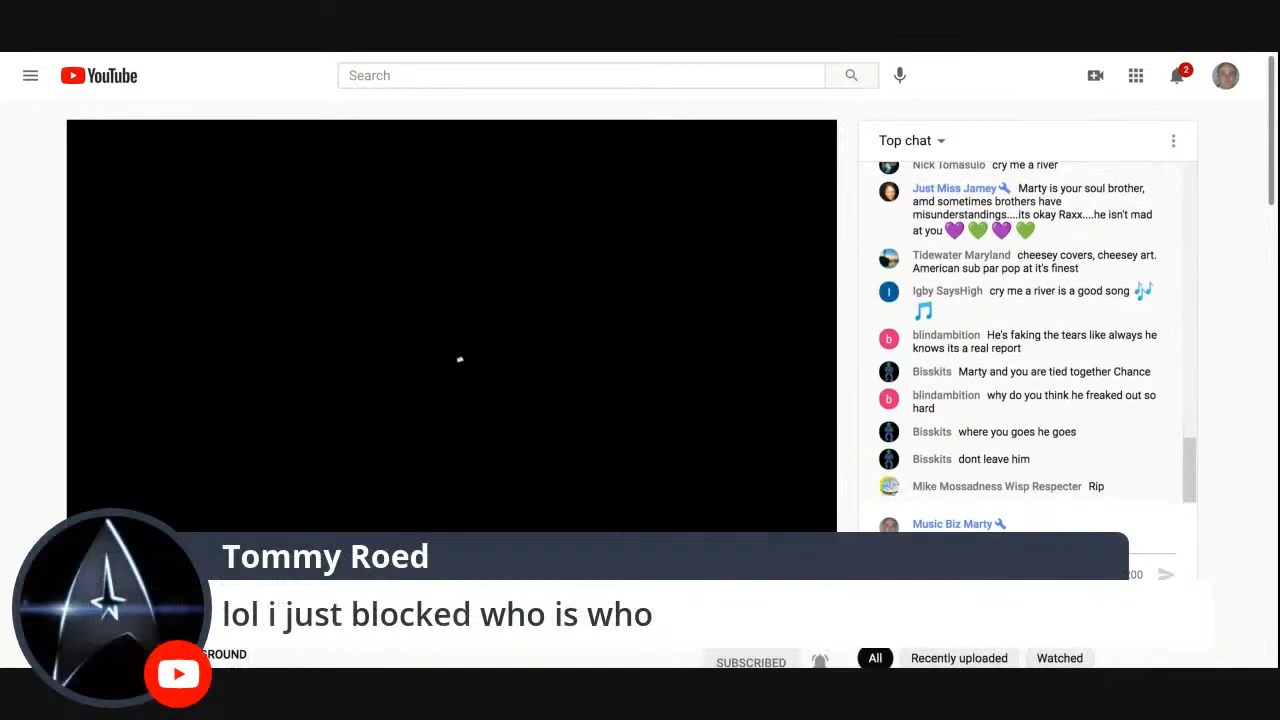 YouTube
Search
2
Top chat
Nick Tomasulo cry me a river
Just Miss Jamey Marty is your soul brother,
amd sometimes brothers have
misunderstandings....its okay Raxx....he isn't mad
at you💜 💚 💜 💚
Tidewater Maryland cheesey covers, cheesey art.
American sub par pop at it's finest
I
Igby SaysHigh cry me a river is a good song 🎶
🎵
b
blindambition He's faking the tears like always he
knows its a real report
Bisskits Marty and you are tied together Chance
b
blindambition why do you think he freaked out so
hard
Bisskits where you goes he goes
Bisskits dont leave him
Mike Mossadness Wisp Respecter Rip
Music Biz Marty
Tommy Roed
200
lol i just blocked who is who
ROUND
SUBSCRIBED
All
Recently uploaded
Watched